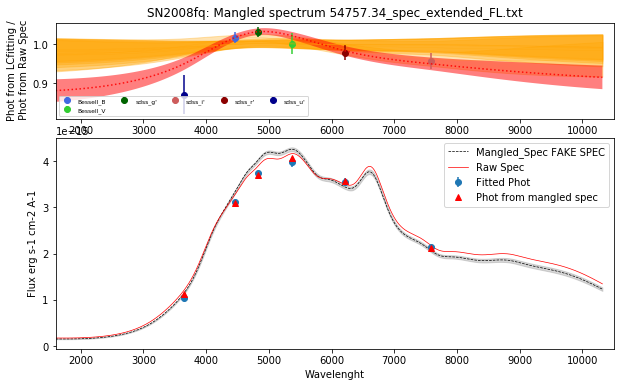 SN2008fq: Mangled spectrum 54757.34_spec_extended_FL.txt
Phot from LCfitting /
Phot from Raw Spec
1.0
0.9
Bessell_B
sdss_g'
sdss_i'
sdss_r'
sdss_u'
Bessell_V
2000 3000 4000 5000 6000 7000 8000 9000 10000
Flux erg s-1 cm-2 A-1
4
3
2
1
0
Mangled_Spec FAKE SPEC
Raw Spec
Fitted Phot
Phot from mangled spec
2000 3000 4000 5000 6000 7000 8000 9000 10000
Wavelenght